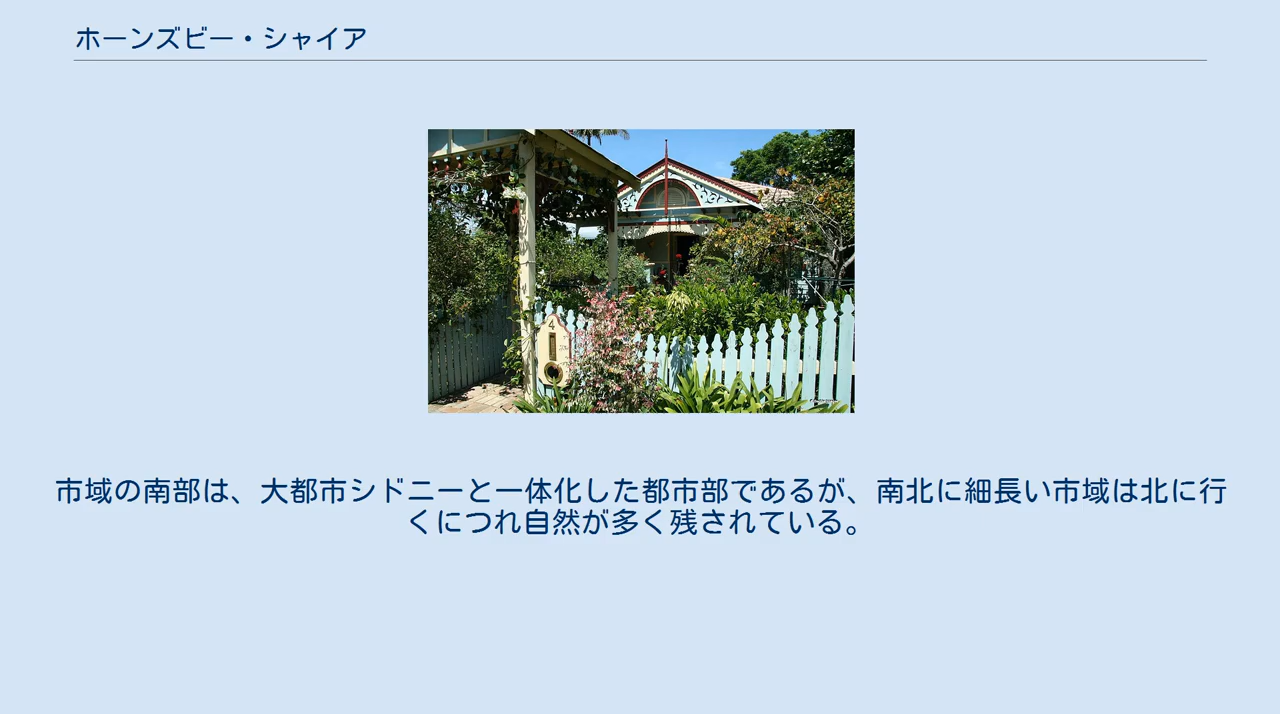 ホーンズビー・シャイア
4
市域の南部は、大都市シドニーと一体化した都市部であるが、南北に細長い市域は北に行
くにつれ自然が多く残されている。